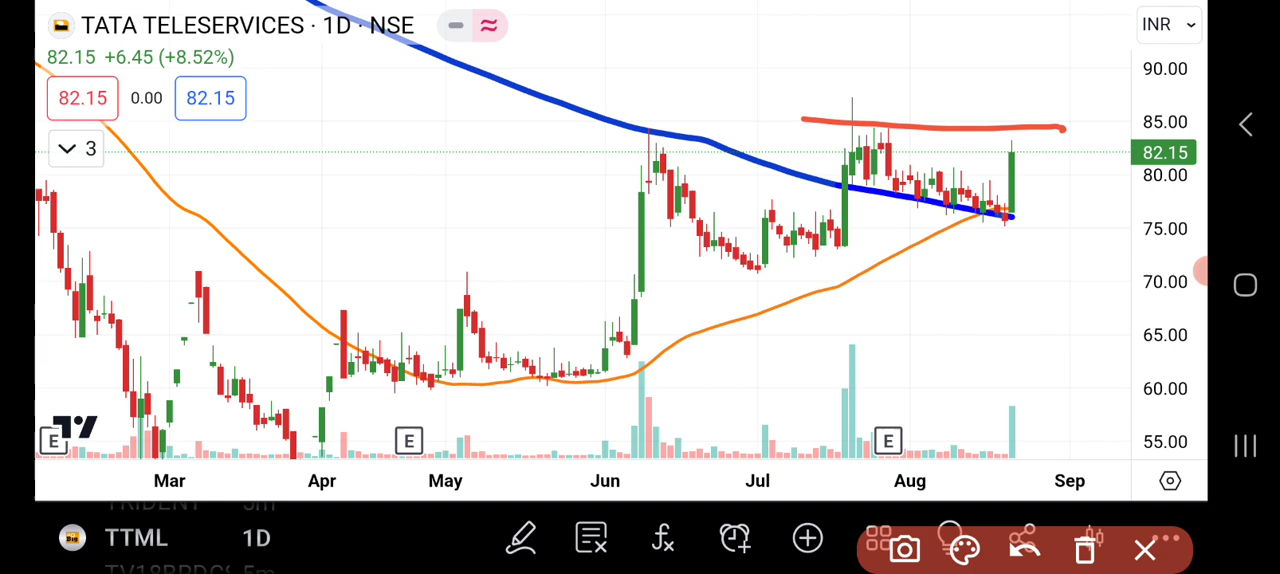 TATA TELESERVICES · 1D · NSE
INR
82.15 +6.45 (+8.52%)
82.15 0.00 82.15
3
90.00
85.00
82.15
80.00
75.00
70.00
65.00
60.00
55.00
E E E
Mar Apr May Jun Jul Aug Sep
TRIDENT 5m
TTML 1D